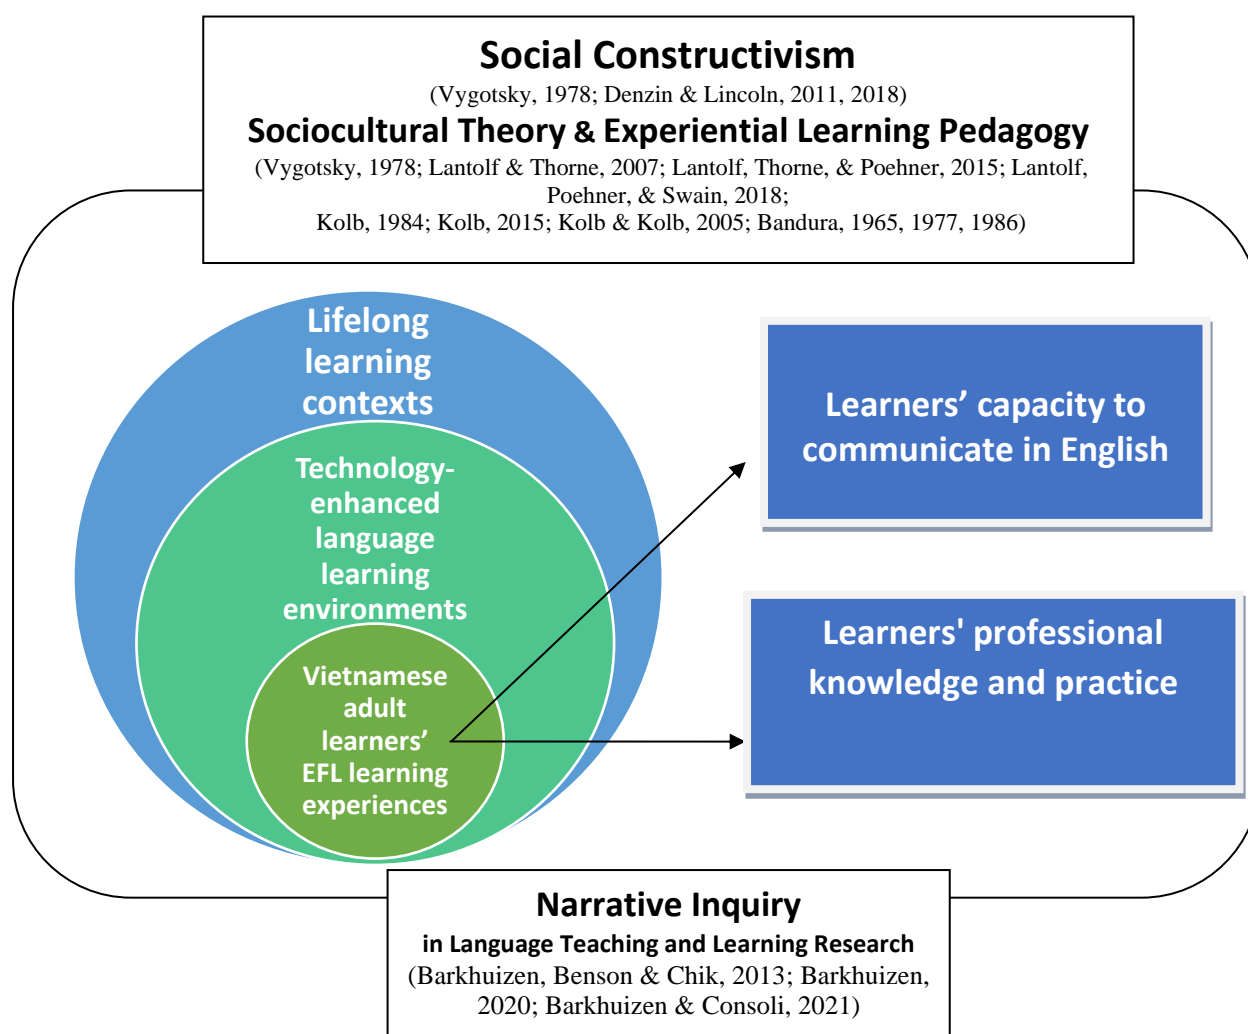 Social Constructivism
(Vygotsky, 1978; Denzin & Lincoln, 2011, 2018)
Sociocultural Theory & Experiential Learning Pedagogy
(Vygotsky, 1978; Lantolf & Thorne, 2007; Lantolf, Thorne, & Poehner, 2015; Lantolf,
Poehner, & Swain, 2018;
Kolb, 1984; Kolb, 2015; Kolb & Kolb, 2005; Bandura, 1965, 1977, 1986)
Lifelong
learning
contexts
Technology-
enhanced
language
learning
environments
Vietnamese
adult
learners’
EFL learning
experiences
Learners’ capacity to
communicate in English
Learners' professional
knowledge and practice
Narrative Inquiry
in Language Teaching and Learning Research
(Barkhuizen, Benson & Chik, 2013; Barkhuizen,
2020; Barkhuizen & Consoli, 2021)